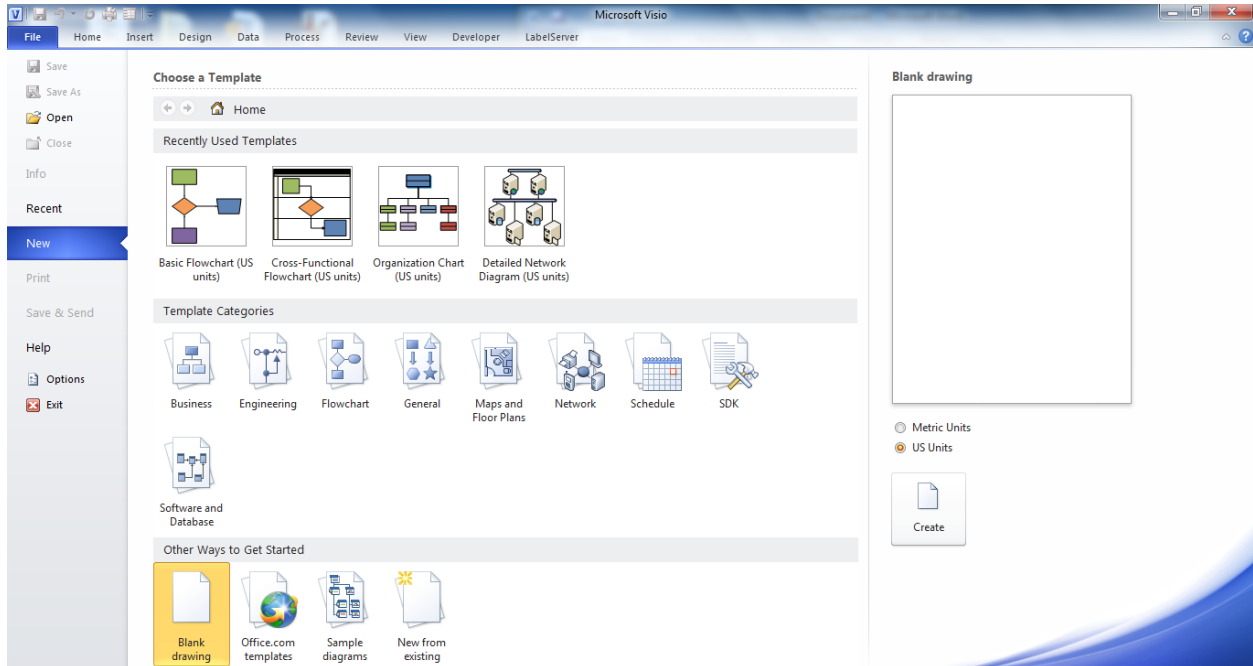 Microsoft Visio
File Home Insert Design Data Process Review View Developer LabelServer
Save
Save As
Open
Close
Info
Recent
New
Print
Save & Send
Help
Options
Exit
Choose a Template
Home
Recently Used Templates
Basic Flowchart (US
units)
Cross-Functional
Flowchart (US units)
Organization Chart
(US units)
Detailed Network
Diagram (US units)
Template Categories
Business
Engineering
Flowchart
General
Maps and
Floor Plans
Network
Schedule
SDK
Software and
Database
Other Ways to Get Started
Blank
drawing
Office.com
templates
Sample
diagrams
New from
existing
Blank drawing
Metric Units
US Units
Create